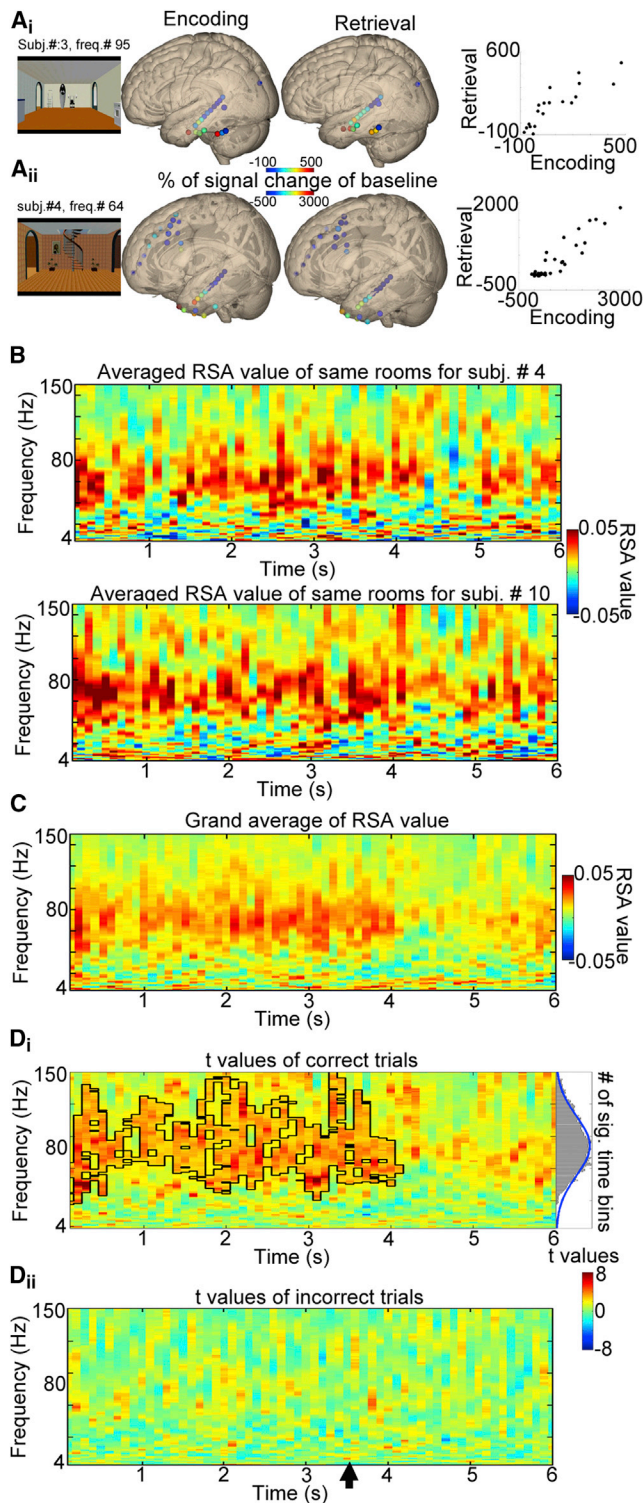 Ai
Encoding
Retrieval
Subj.#:3, freq.# 95
600
Retrieval
-100
-100
500
Encoding
-100
500
Aii
% of signal change of baseline
-500
3000
subj.#4, freq.# 64
2000
Retrieval
-500
-500
3000
Encoding
B
Averaged RSA value of same rooms for subj. # 4
150
80
4
Frequency (Hz)
1 2 3 4 5 6
Time (s)
0.05
-0.05
RSA value
Averaged RSA value of same rooms for subj. # 10
150
80
4
Frequency (Hz)
1 2 3 4 5 6
Time (s)
C
Grand average of RSA value
150
80
4
Frequency (Hz)
1 2 3 4 5 6
Time (s)
0.05
-0.05
RSA value
Di
t values of correct trials
150
80
4
Frequency (Hz)
1 2 3 4 5 6
Time (s)
# of sig. time bins
t values
8
0
-8
Dii
t values of incorrect trials
150
80
4
Frequency (Hz)
1 2 3 4 5 6
Time (s)